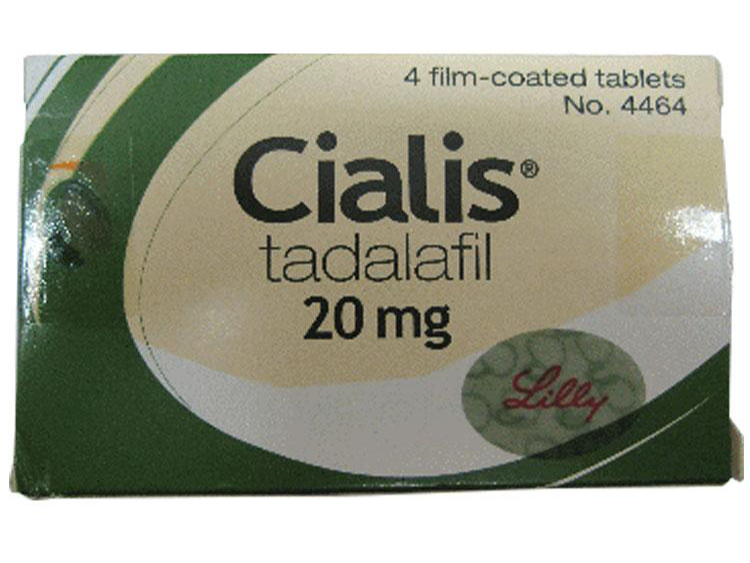 4 film-coated tablets
No. 4464
Cialis®
tadalafil
20 mg
Lilly